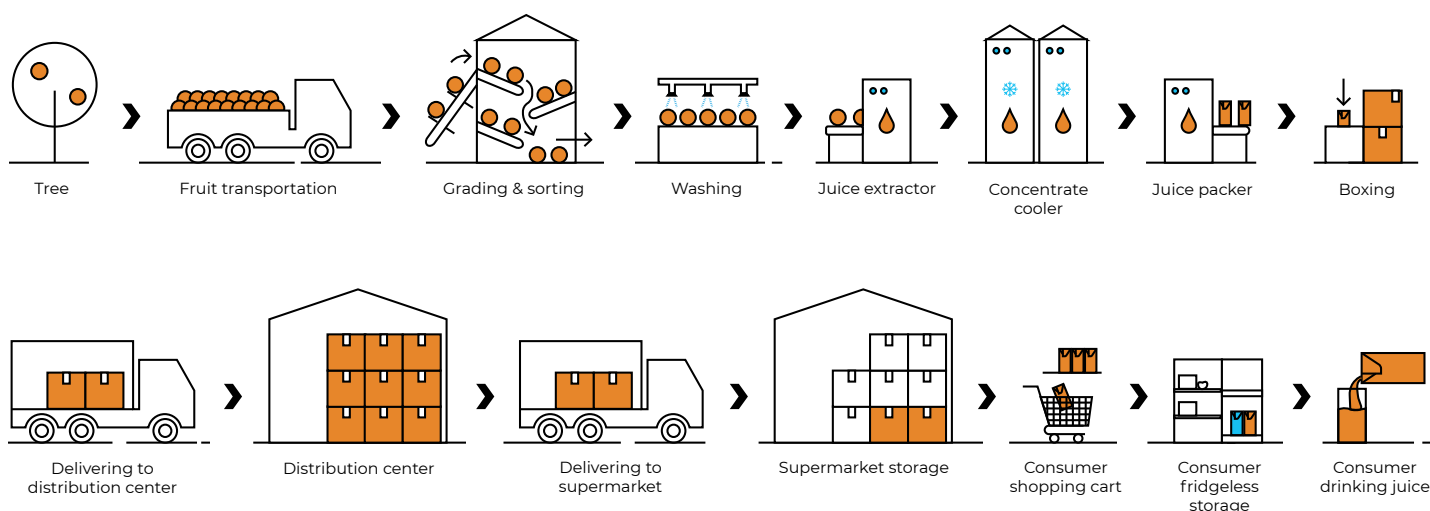 Tree
Fruit transportation
Grading & sorting
Washing
Juice extractor
Concentrate
cooler
Juice packer
Boxing
Delivering to
distribution center
Distribution center
Delivering to
supermarket
Supermarket storage
Consumer
shopping cart
Consumer
fridgeless
storage
Consumer
drinking juice